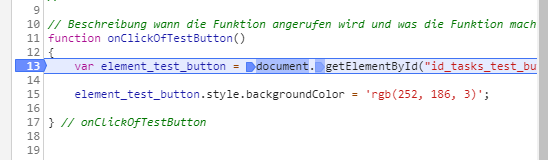 9
10 // Beschreibung wann die Funktion angerufen wird und was die Funktion mach
11 function onClickOfTestButton()
12 {
13 var element_test_button = document.getElementById("id_tasks_test_bu
14
15 element_test_button.style.backgroundColor = 'rgb(252, 186, 3)';
16
17 } // onClickOfTestButton
18
19